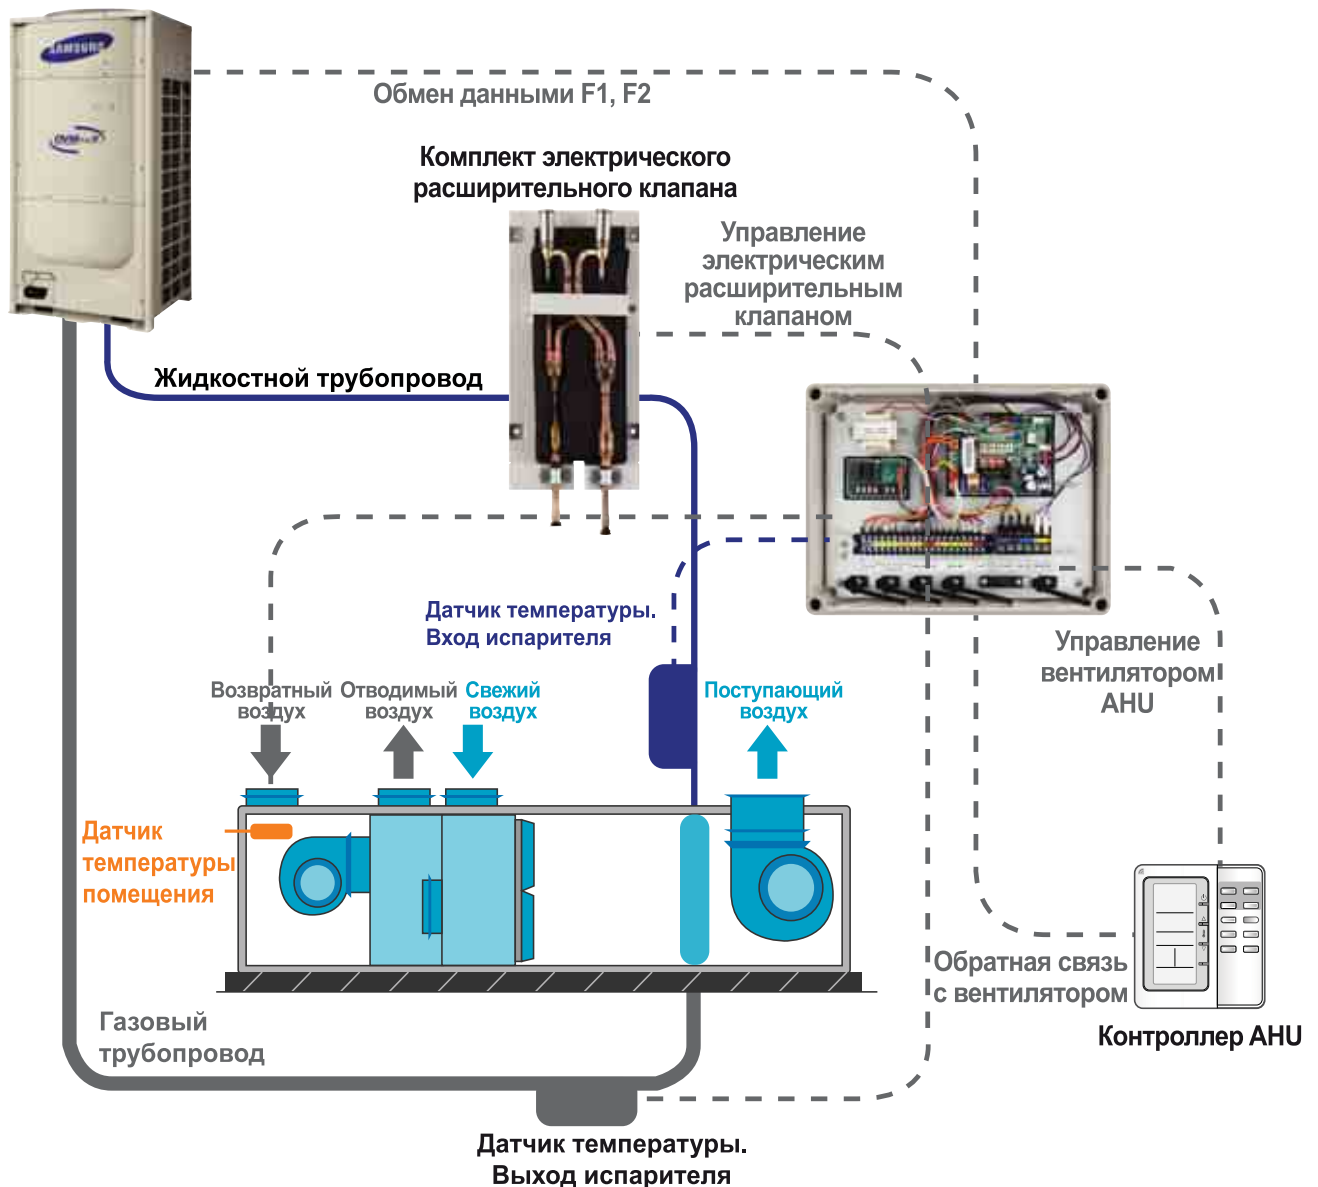 SAMSUNG
Обмен данными F1, F2
Комплект электрического
расширительного клапана
Управление
электрическим
расширительным
клапаном
Жидкостной трубопровод
Датчик температуры.
Вход испарителя
Управление
вентилятором
AHU
Возвратный
воздух
Отводимый
воздух
Свежий
воздух
Поступающий
воздух
Датчик
температуры
помещения
Обратная связь
с вентилятором
Контроллер AHU
Газовый
трубопровод
Датчик температуры.
Выход испарителя